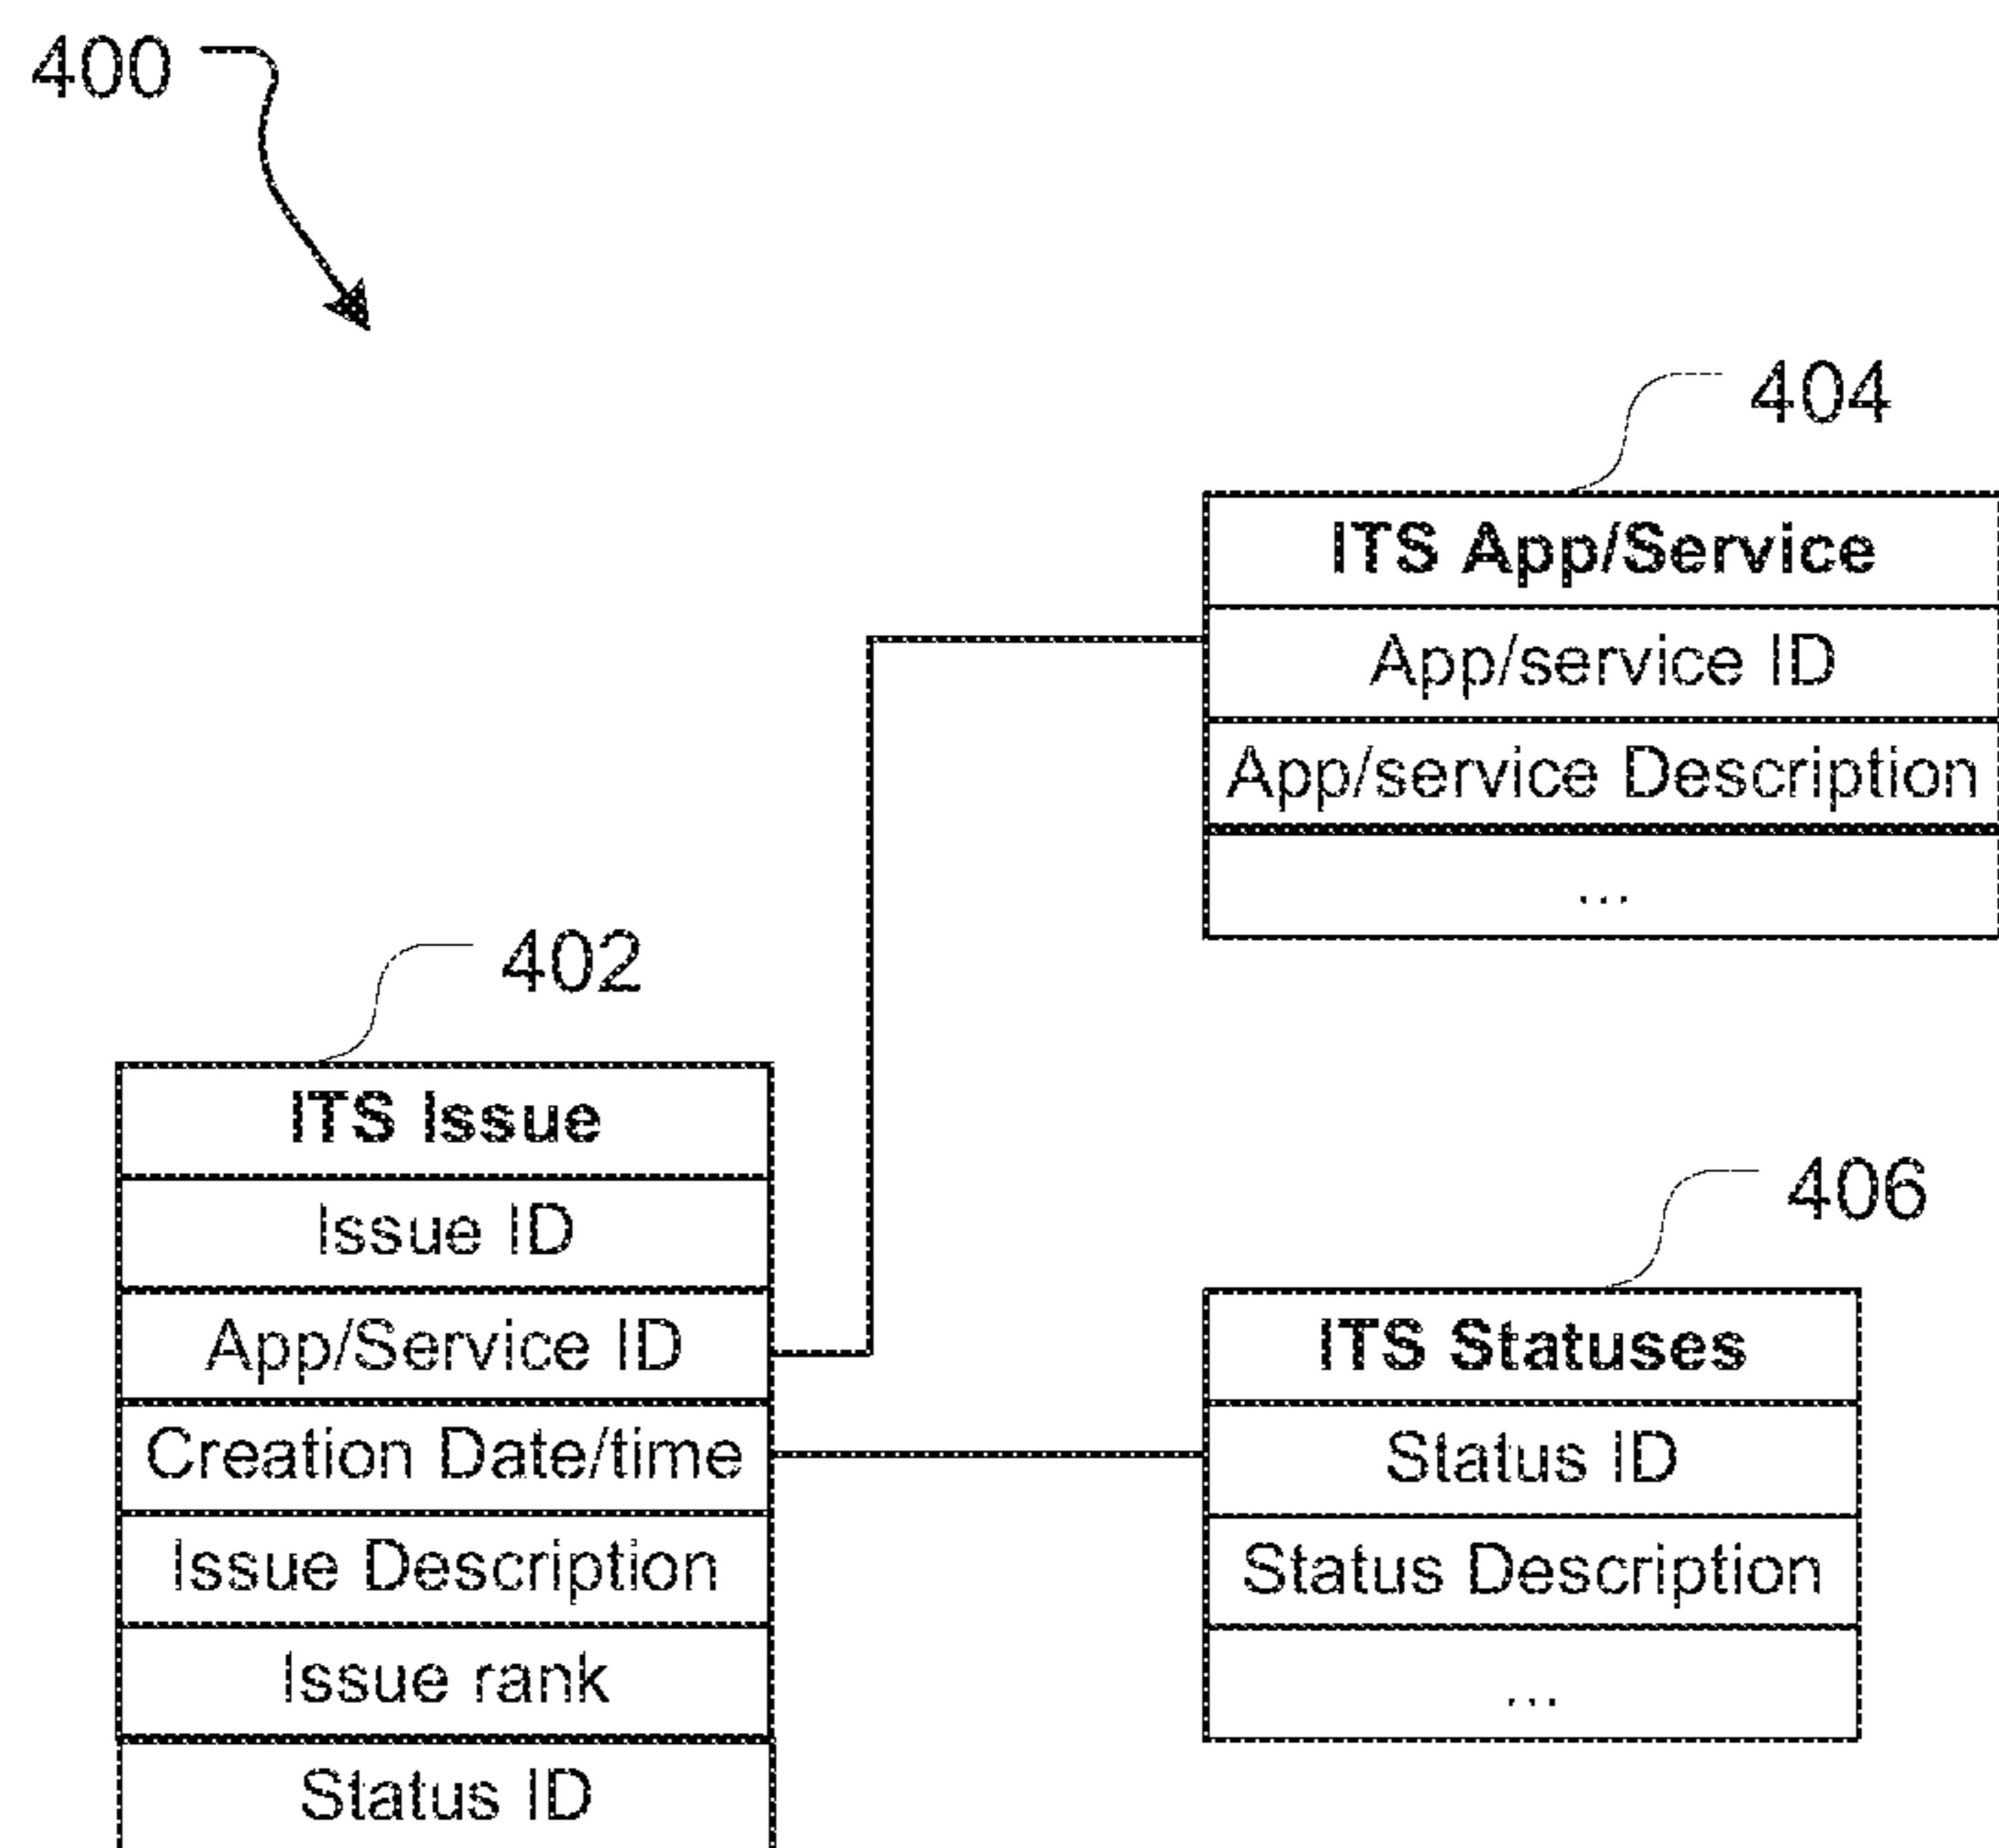 400
404
ITS App/Service
App/service ID
App/service Description
...
402
ITS Issue
Issue ID
App/Service ID
Creation Date/time
Issue Description
Issue rank
Status ID
406
ITS Statuses
Status ID
Status Description
...